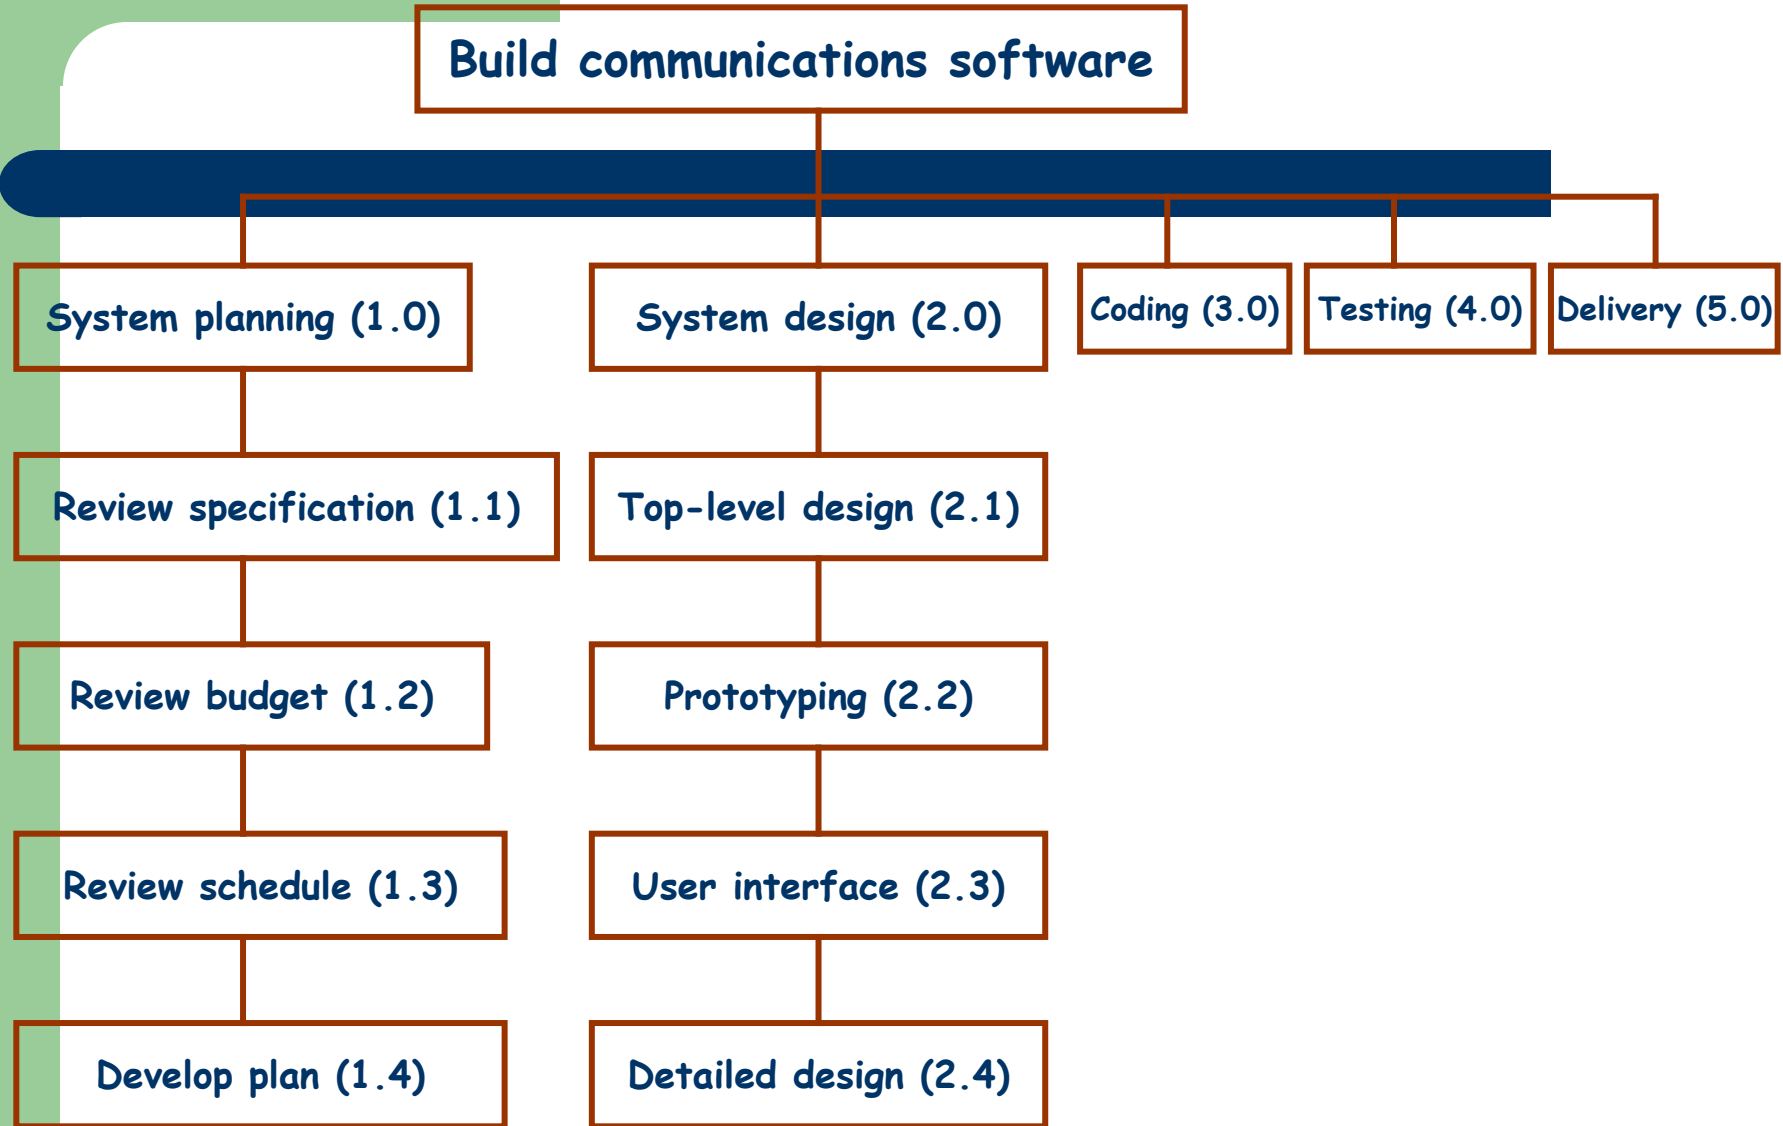 Build communications software
System planning (1.0)
System design (2.0)
Coding (3.0)
Testing (4.0)
Delivery (5.0)
Review specification (1.1)
Top-level design (2.1)
Review budget (1.2)
Prototyping (2.2)
Review schedule (1.3)
User interface (2.3)
Develop plan (1.4)
Detailed design (2.4)